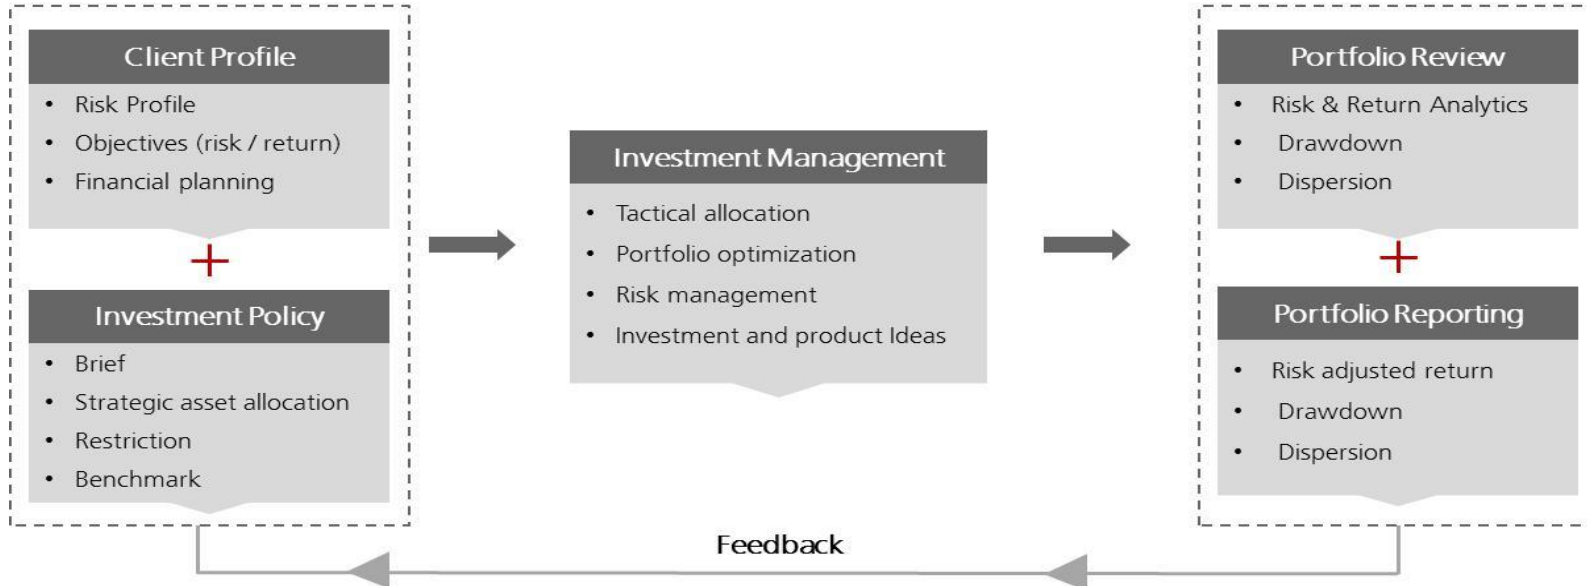 Client Profile
• Risk Profile
• Objectives (risk / return)
• Financial planning
+
Investment Policy
• Brief
• Strategic asset allocation
• Restriction
• Benchmark
Investment Management
• Tactical allocation
• Portfolio optimization
• Risk management
• Investment and product Ideas
Portfolio Review
• Risk & Return Analytics
• Drawdown
• Dispersion
+
Portfolio Reporting
• Risk adjusted return
• Drawdown
• Dispersion
Feedback